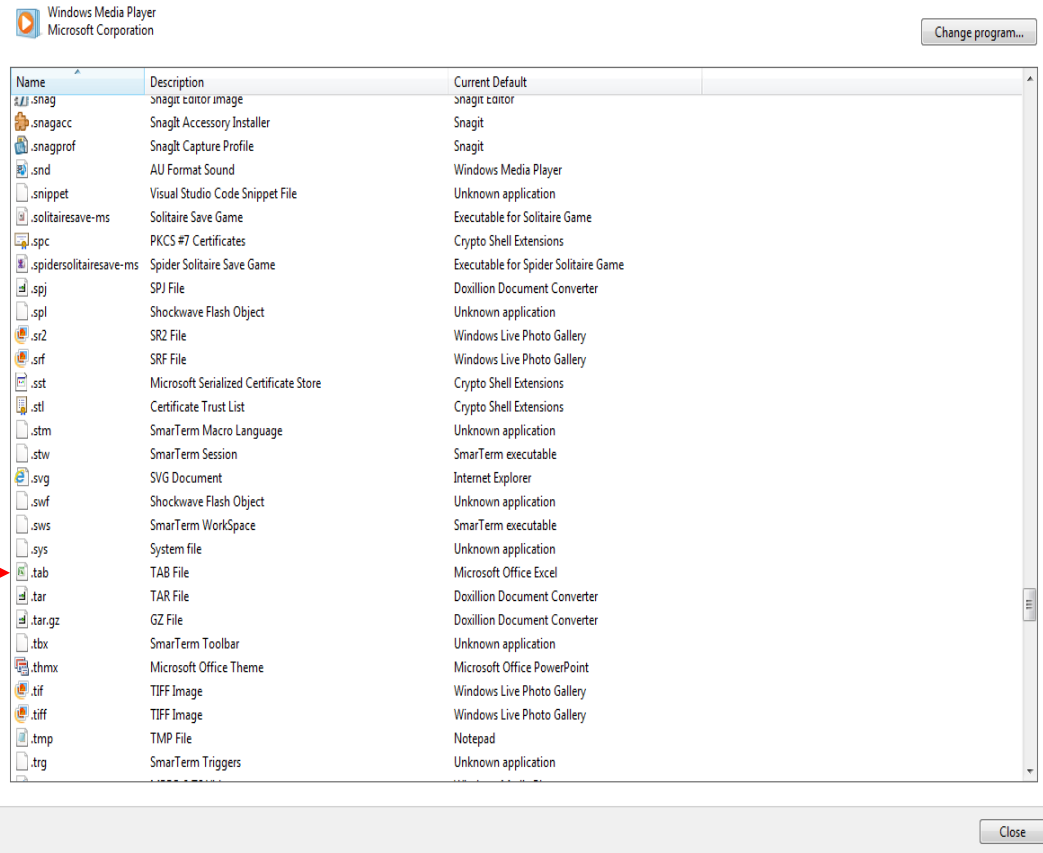 Windows Media Player
Microsoft Corporation
Change program...
Name Description Current Default
.snag SnagIt Editor Image SnagIt Editor
.snagacc SnagIt Accessory Installer Snagit
.snagprof SnagIt Capture Profile Snagit
.snd AU Format Sound Windows Media Player
.snippet Visual Studio Code Snippet File Unknown application
.solitairesave-ms Solitaire Save Game Executable for Solitaire Game
.spc PKCS #7 Certificates Crypto Shell Extensions
.spidersolitairesave-ms Spider Solitaire Save Game Executable for Spider Solitaire Game
.spj SPJ File Doxillion Document Converter
.spl Shockwave Flash Object Unknown application
.sr2 SR2 File Windows Live Photo Gallery
.srf SRF File Windows Live Photo Gallery
.sst Microsoft Serialized Certificate Store Crypto Shell Extensions
.stl Certificate Trust List Crypto Shell Extensions
.stm SmarTerm Macro Language Unknown application
.stw SmarTerm Session SmarTerm executable
.svg SVG Document Internet Explorer
.swf Shockwave Flash Object Unknown application
.sws SmarTerm WorkSpace SmarTerm executable
.sys System file Unknown application
.tab TAB File Microsoft Office Excel
.tar TAR File Doxillion Document Converter
.tar.gz GZ File Doxillion Document Converter
.tbx SmarTerm Toolbar Unknown application
.thmx Microsoft Office Theme Microsoft Office PowerPoint
.tif TIFF Image Windows Live Photo Gallery
.tiff TIFF Image Windows Live Photo Gallery
.tmp TMP File Notepad
.trg SmarTerm Triggers Unknown application
Close